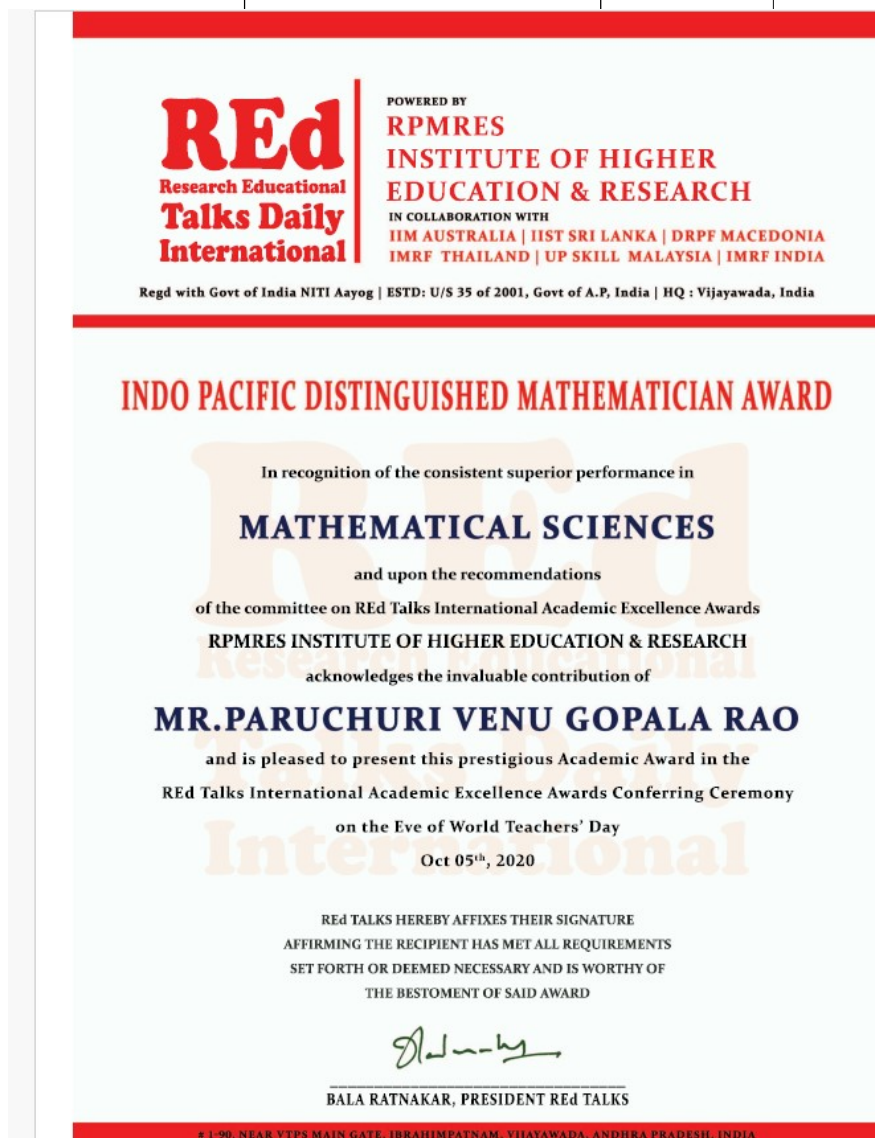 REd
Research Educational
Talks Daily
International
POWERED BY
RPMRES
INSTITUTE OF HIGHER
EDUCATION & RESEARCH
IN COLLABORATION WITH
IIM AUSTRALIA | IIST SRI LANKA | DRPF MACEDONIA
IMRF THAILAND | UP SKILL MALAYSIA | IMRF INDIA
Regd with Govt of India NITI Aayog | ESTD: U/S 35 of 2001, Govt of A.P, India | HQ : Vijayawada, India
INDO PACIFIC DISTINGUISHED MATHEMATICIAN AWARD
In recognition of the consistent superior performance in
MATHEMATICAL SCIENCES
and upon the recommendations
of the committee on REd Talks International Academic Excellence Awards
RPMRES INSTITUTE OF HIGHER EDUCATION & RESEARCH
acknowledges the invaluable contribution of
MR.PARUCHURI VENU GOPALA RAO
and is pleased to present this prestigious Academic Award in the
REd Talks International Academic Excellence Awards Conferring Ceremony
on the Eve of World Teachers' Day
Oct 05th, 2020
REd TALKS HEREBY AFFIXES THEIR SIGNATURE
AFFIRMING THE RECIPIENT HAS MET ALL REQUIREMENTS
SET FORTH OR DEEMED NECESSARY AND IS WORTHY OF
THE BESTOMENT OF SAID AWARD
BALA RATNAKAR, PRESIDENT REd TALKS
# 1-90, NEAR VTPS MAIN GATE, IBRAHIMPATNAM, VIJAYAWADA, ANDHRA PRADESH, INDIA
REd
Research Educational
Talks Daily
International